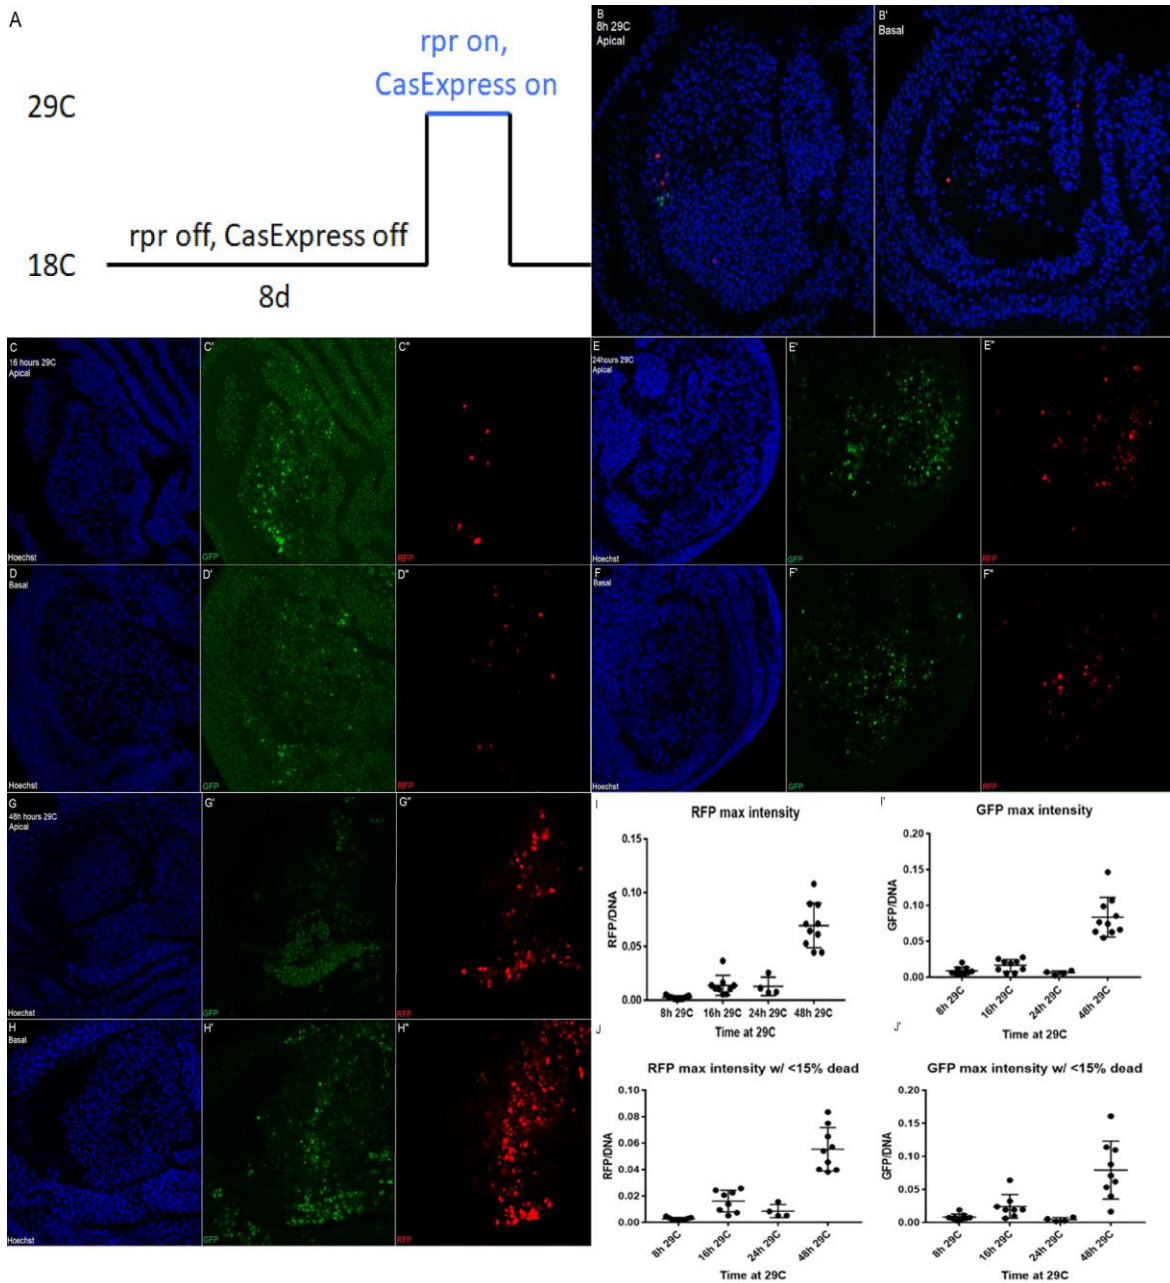 A
rpr on,
CasExpress on
29C
rpr off, CasExpress off
18C
8d
B
8h 29C
Apical
B'
Basal
C
16 hours 29C
Apical
Hoechst
C'
GFP
C"
RFP
E
24hours 29C
Apical
Hoechst
E'
GFP
E"
RFP
D
Basal
Hoechst
D'
GFP
D"
RFP
F
Basal
Hoechst
F'
GFP
F"
RFP
G
48h hours 29C
Apical
Hoechst
G'
GFP
G"
RFP
H
Basal
Hoechst
H'
GFP
H"
RFP
I
RFP max intensity
RFP/DNA
0.15
0.10
0.05
0.00
8h 29C
16h 29C
24h 29C
48h 29C
Time at 29C
I'
GFP max intensity
GFP/DNA
0.20
0.15
0.10
0.05
0.00
8h 29C
16h 29C
24h 29C
48h 29C
Time at 29C
J
RFP max intensity w/ <15% dead
RFP/DNA
0.10
0.08
0.06
0.04
0.02
0.00
8h 29C
16h 29C
24h 29C
48h 29C
Time at 29C
J'
GFP max intensity w/ <15% dead
GFP/DNA
0.20
0.15
0.10
0.05
0.00
8h 29C
16h 29C
24h 29C
48h 29C
Time at 29C